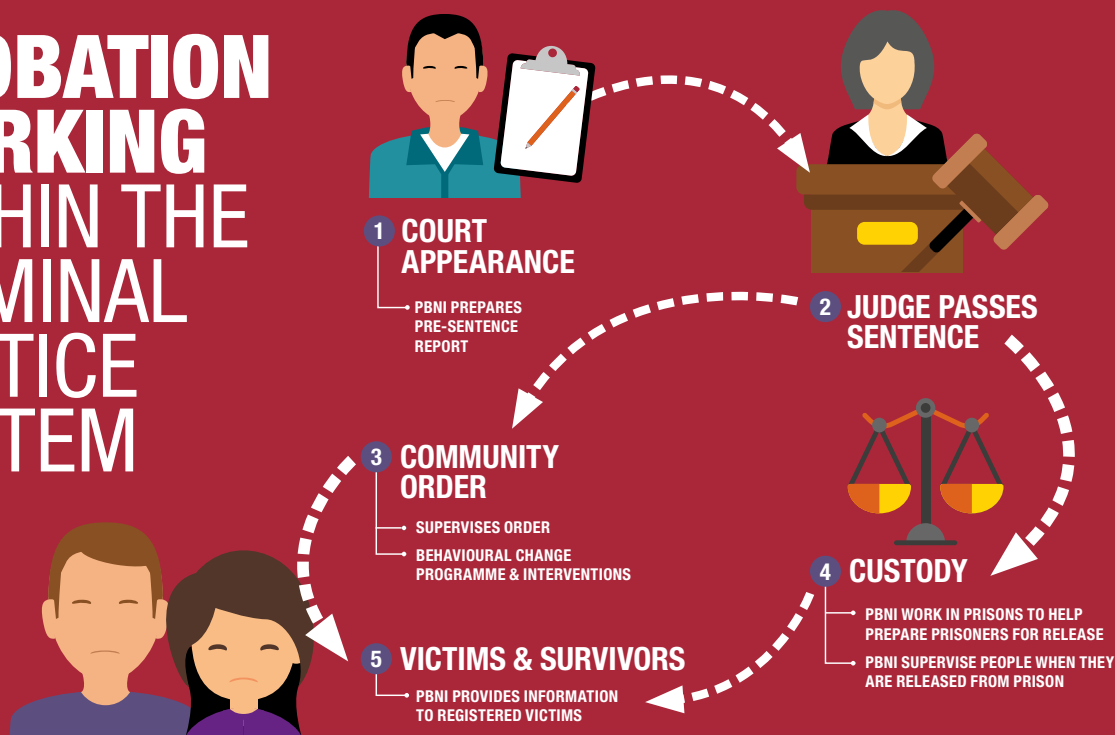 OBATION
RKING
HIN THE
MINAL
TICE
TEM
1 COURT
APPEARANCE
PBNI PREPARES
PRE-SENTENCE
REPORT
2 JUDGE PASSES
SENTENCE
3 COMMUNITY
ORDER
SUPERVISES ORDER
BEHAVIOURAL CHANGE
PROGRAMME & INTERVENTIONS
4 CUSTODY
PBNI WORK IN PRISONS TO HELP
PREPARE PRISONERS FOR RELEASE
PBNI SUPERVISE PEOPLE WHEN THEY
ARE RELEASED FROM PRISON
5 VICTIMS & SURVIVORS
PBNI PROVIDES INFORMATION
TO REGISTERED VICTIMS